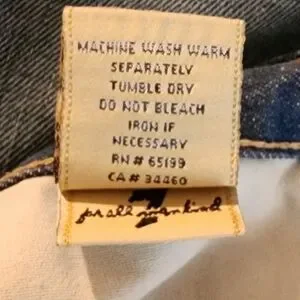 MACHINE WASH WARM
SEPARATELY
TUMBLE DRY
DO NOT BLEACH
IRON IF
NECESSARY
RN# 65199
CA# 34460
7
for all mankind